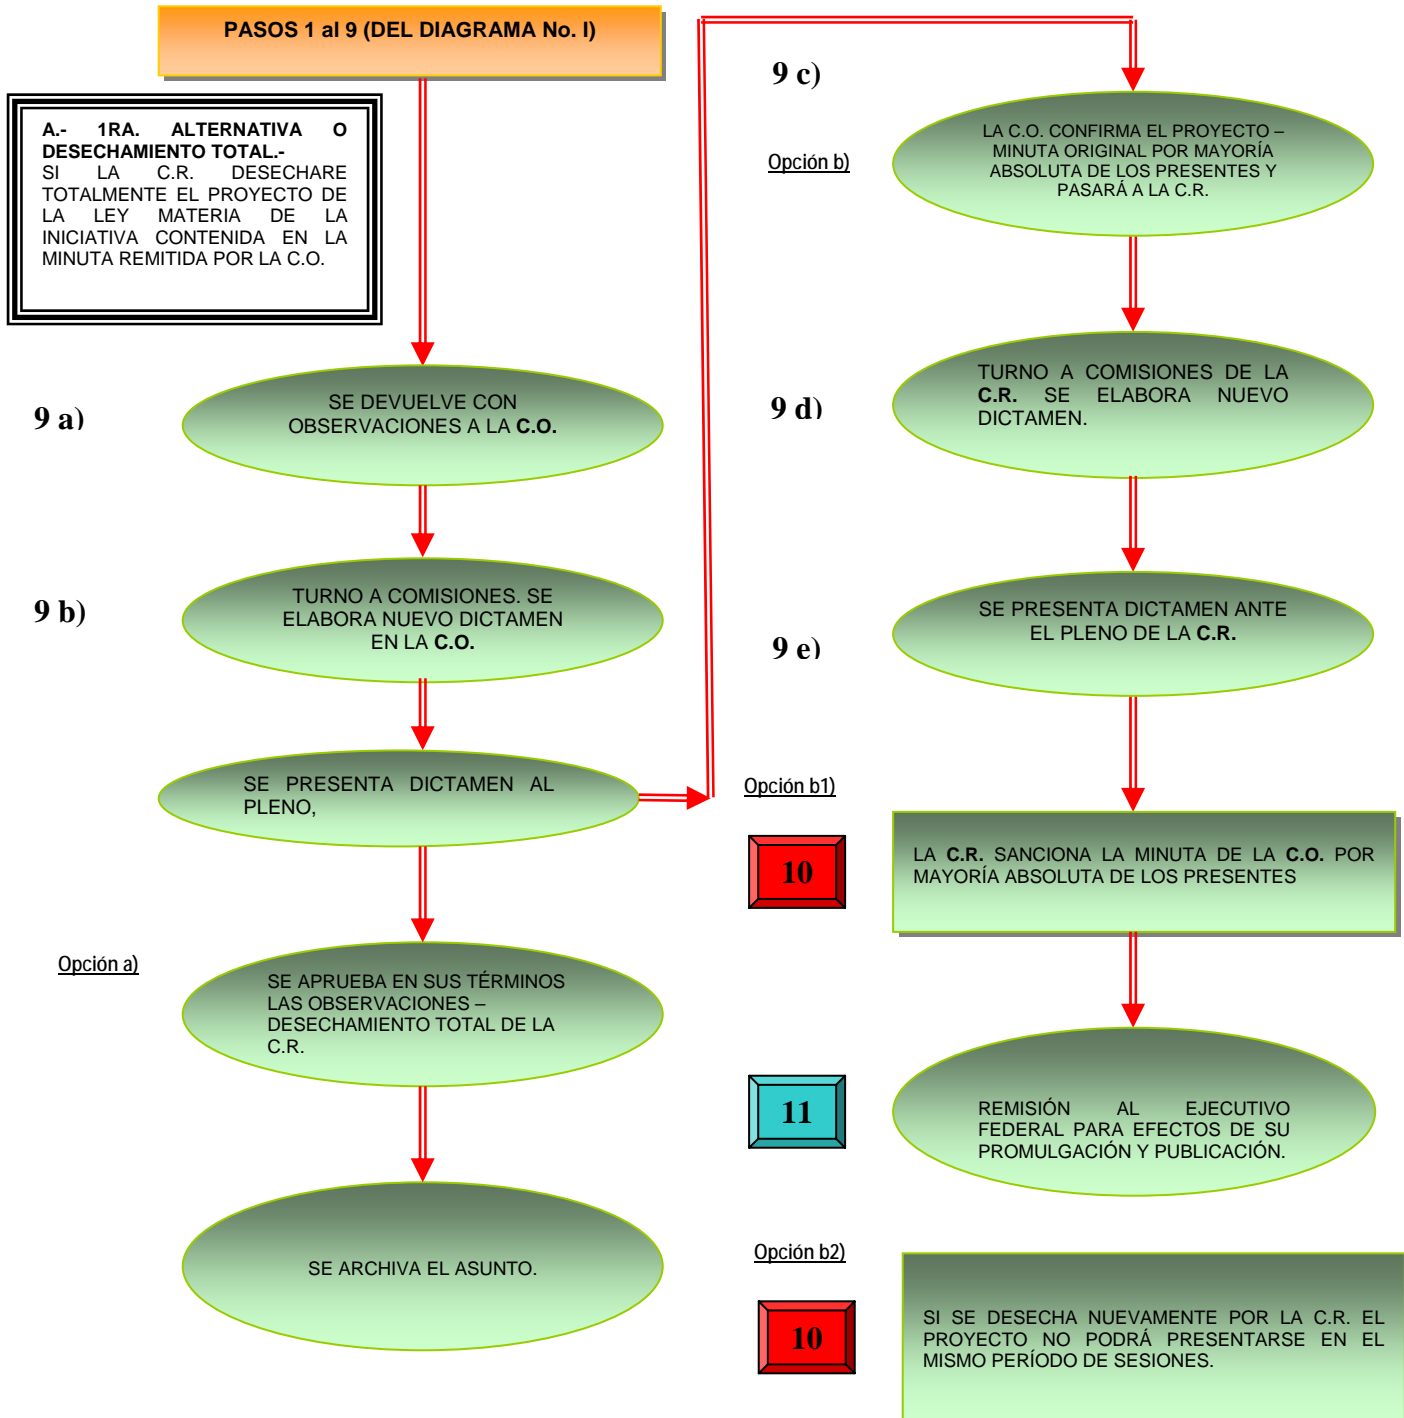 PASOS 1 al 9 (DEL DIAGRAMA No. I)
A.- 1RA. ALTERNATIVA O
DESECHAMIENTO TOTAL.-
SI LA C.R. DESECHARE
TOTALMENTE EL PROYECTO DE
LA LEY MATERIA DE LA
INICIATIVA CONTENIDA EN LA
MINUTA REMITIDA POR LA C.O.
9 a)
SE DEVUELVE CON
OBSERVACIONES A LA C.O.
9 b)
TURNO A COMISIONES. SE
ELABORA NUEVO DICTAMEN
EN LA C.O.
SE PRESENTA DICTAMEN AL
PLENO,
Opción a)
SE APRUEBA EN SUS TÉRMINOS
LAS OBSERVACIONES –
DESECHAMIENTO TOTAL DE LA
C.R.
SE ARCHIVA EL ASUNTO.
9 c)
Opción b)
LA C.O. CONFIRMA EL PROYECTO –
MINUTA ORIGINAL POR MAYORÍA
ABSOLUTA DE LOS PRESENTES Y
PASARÁ A LA C.R.
9 d)
TURNO A COMISIONES DE LA
C.R. SE ELABORA NUEVO
DICTAMEN.
9 e)
SE PRESENTA DICTAMEN ANTE
EL PLENO DE LA C.R.
Opción b1)
10
LA C.R. SANCIONA LA MINUTA DE LA C.O. POR
MAYORÍA ABSOLUTA DE LOS PRESENTES
11
REMISIÓN AL EJECUTIVO
FEDERAL PARA EFECTOS DE SU
PROMULGACIÓN Y PUBLICACIÓN.
Opción b2)
10
SI SE DESECHA NUEVAMENTE POR LA C.R. EL
PROYECTO NO PODRÁ PRESENTARSE EN EL
MISMO PERÍODO DE SESIONES.